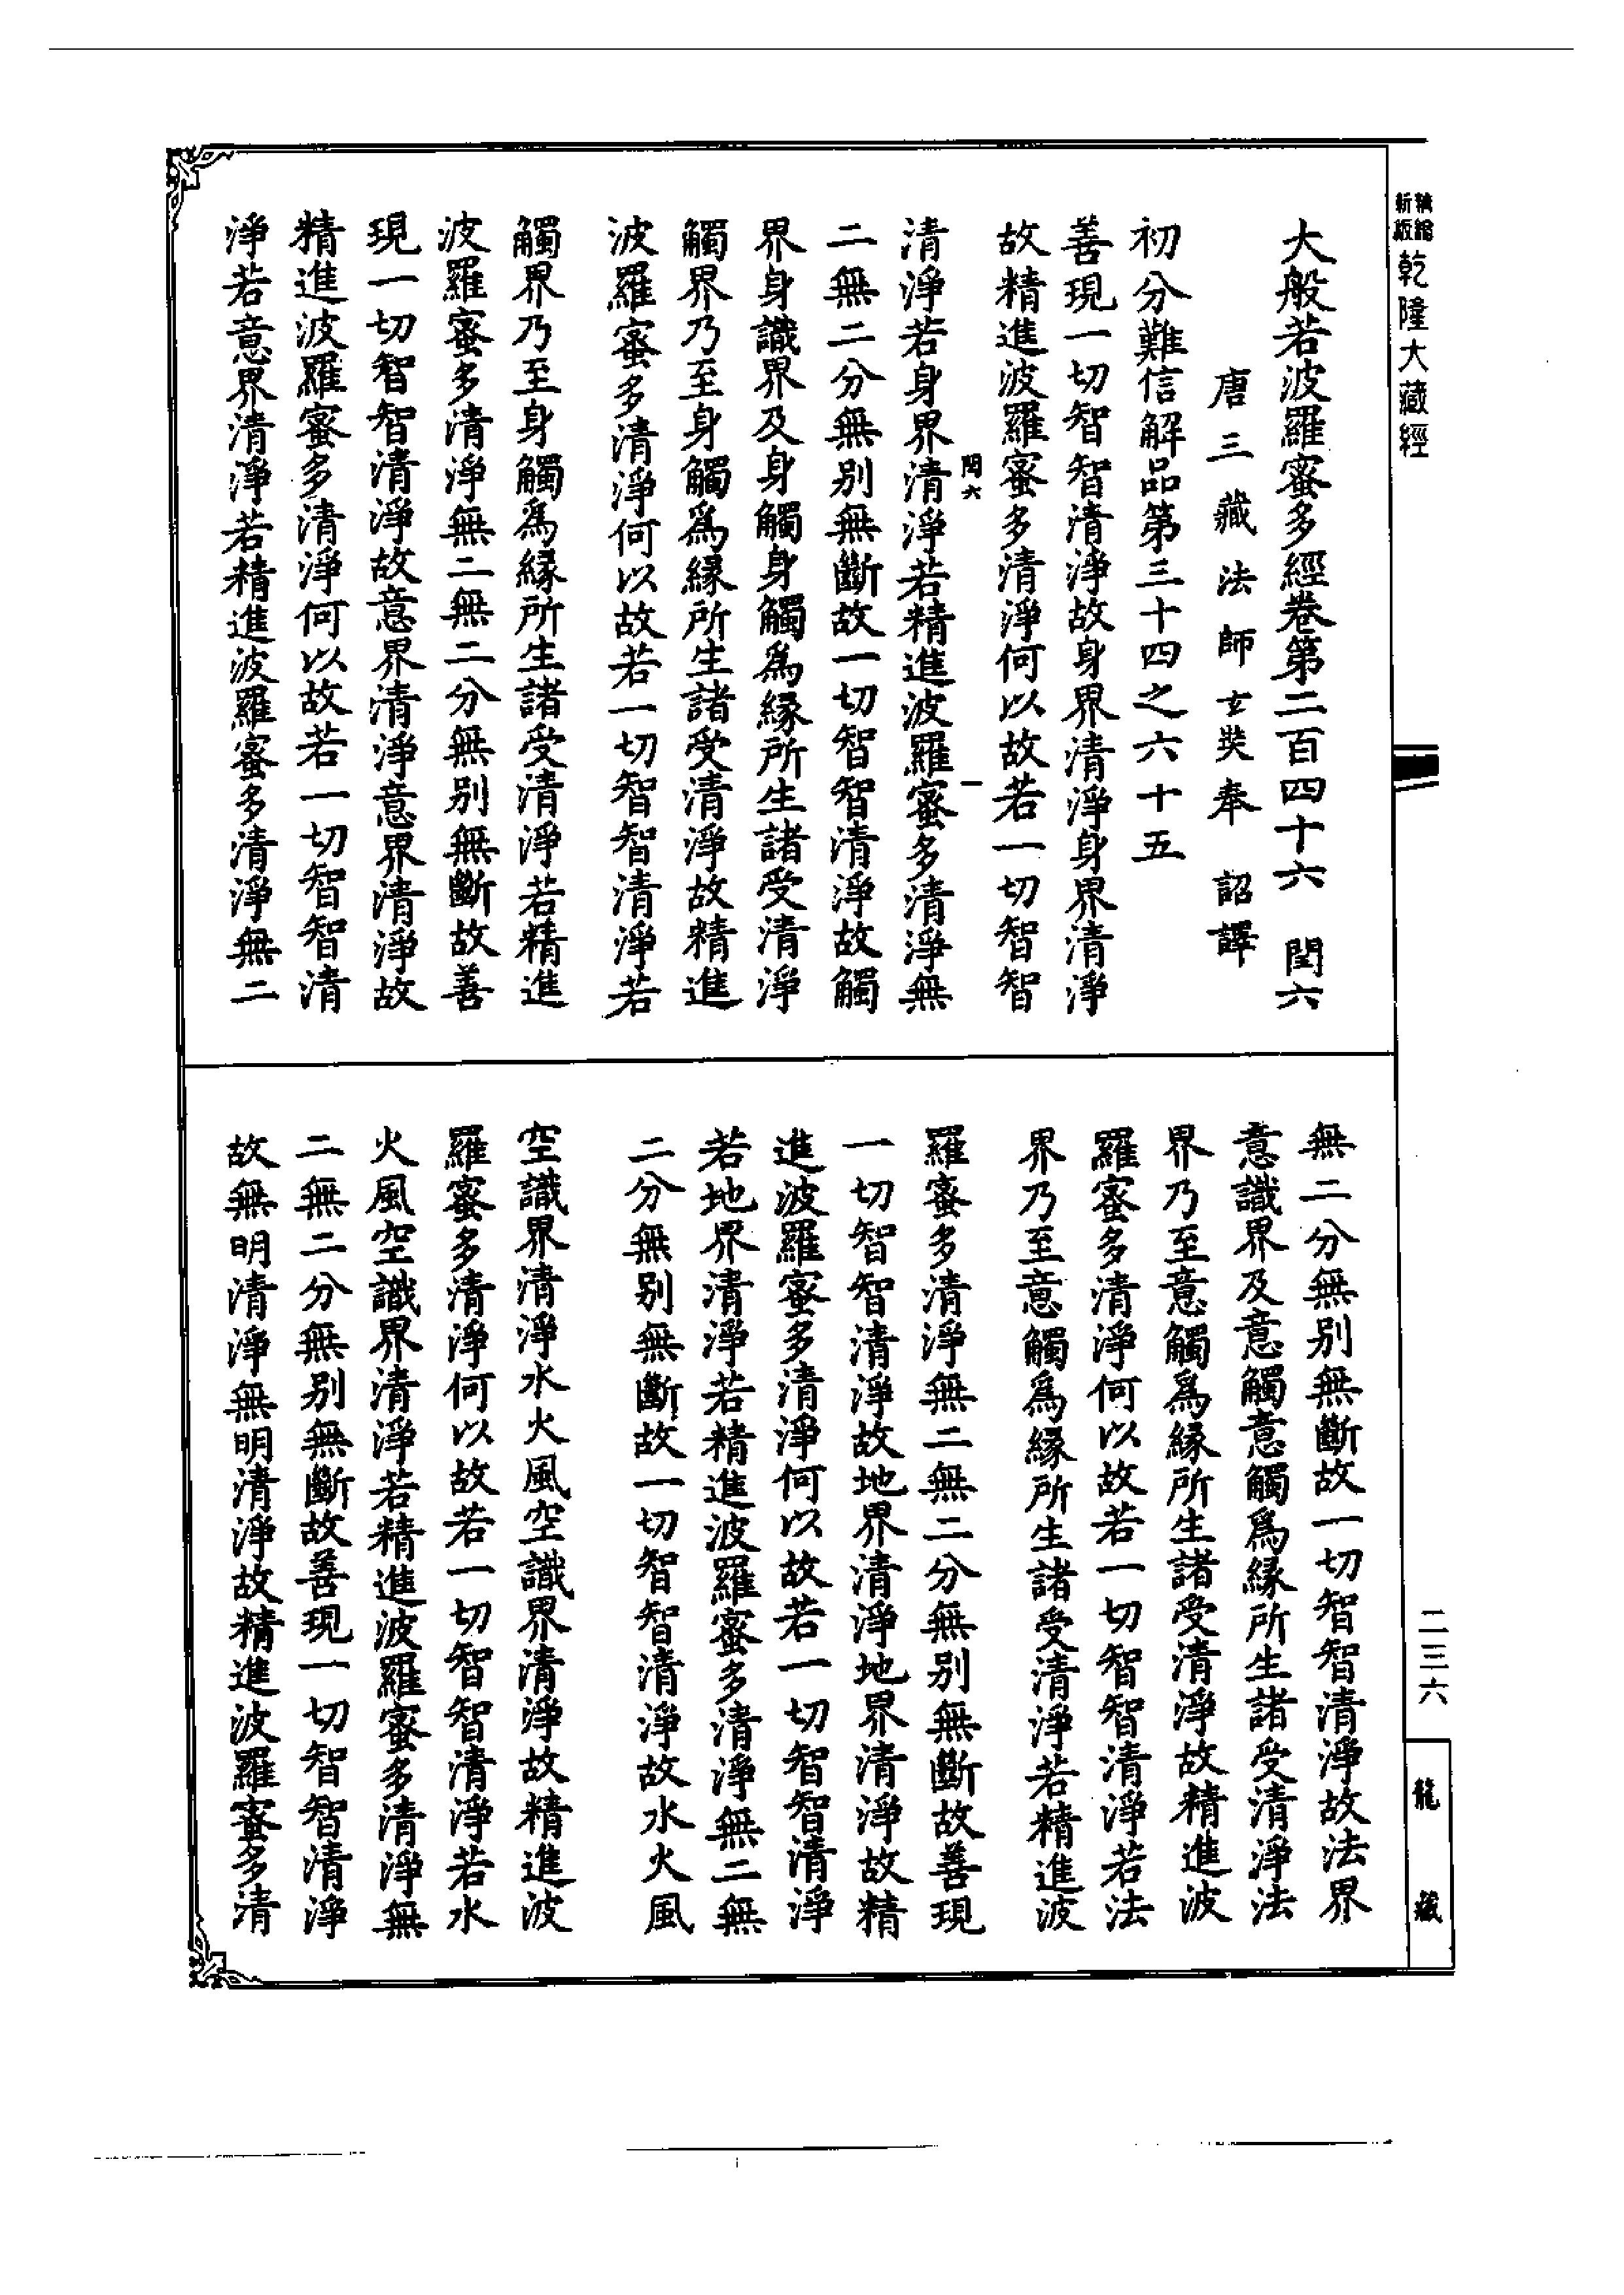 新版精縮乾隆大藏經
二三六
龍藏
大般若波羅蜜多經卷第二百四十六 閏六
唐三藏法師玄奘奉 詔譯
初分難信解品第三十四之六十五
善現一切智智清淨故身界清淨身界清淨
故精進波羅蜜多清淨何以故若一切智智
閏六 一
清淨若身界清淨若精進波羅蜜多清淨無
二無二分無別無斷故一切智智清淨故觸
界身識界及身觸身觸爲緣所生諸受清淨
觸界乃至身觸爲緣所生諸受清淨故精進
波羅蜜多清淨何以故若一切智智清淨若
觸界乃至身觸爲緣所生諸受清淨若精進
波羅蜜多清淨無二無二分無別無斷故善
現一切智智清淨故意界清淨意界清淨故
精進波羅蜜多清淨何以故若一切智智清
淨若意界清淨若精進波羅蜜多清淨無二
無二分無別無斷故一切智智清淨故法界
意識界及意觸意觸爲緣所生諸受清淨法
界乃至意觸爲緣所生諸受清淨故精進波
羅蜜多清淨何以故若一切智智清淨若法
界乃至意觸爲緣所生諸受清淨若精進波
羅蜜多清淨無二無二分無別無斷故善現
一切智智清淨故地界清淨地界清淨故精
進波羅蜜多清淨何以故若一切智智清淨
若地界清淨若精進波羅蜜多清淨無二無
二分無別無斷故一切智智清淨故水火風
空識界清淨水火風空識界清淨故精進波
羅蜜多清淨何以故若一切智智清淨若水
火風空識界清淨若精進波羅蜜多清淨無
二無二分無別無斷故善現一切智智清淨
故無明清淨無明清淨故精進波羅蜜多清